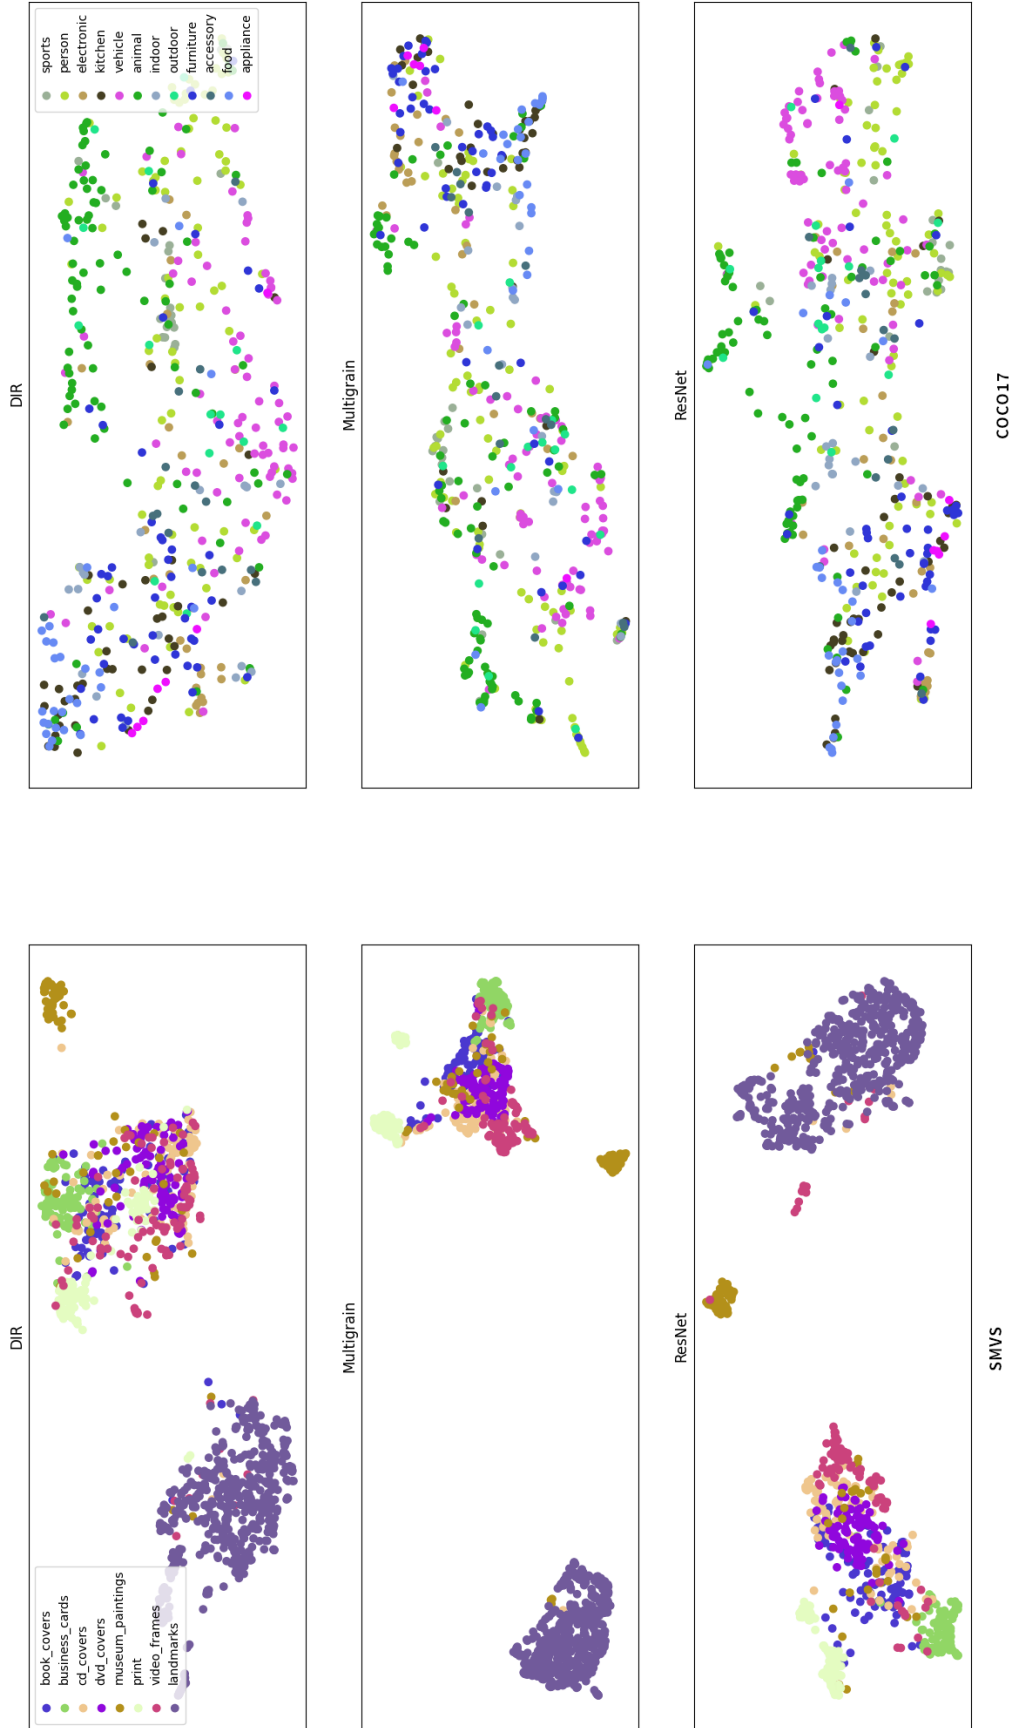 DIR
sports
person
electronic
kitchen
vehicle
animal
indoor
outdoor
furniture
accessory
food
appliance
Multigrain
ResNet
COCO17
DIR
book_covers
business_cards
cd_covers
dvd_covers
museum_paintings
print
video_frames
landmarks
Multigrain
ResNet
SMVS